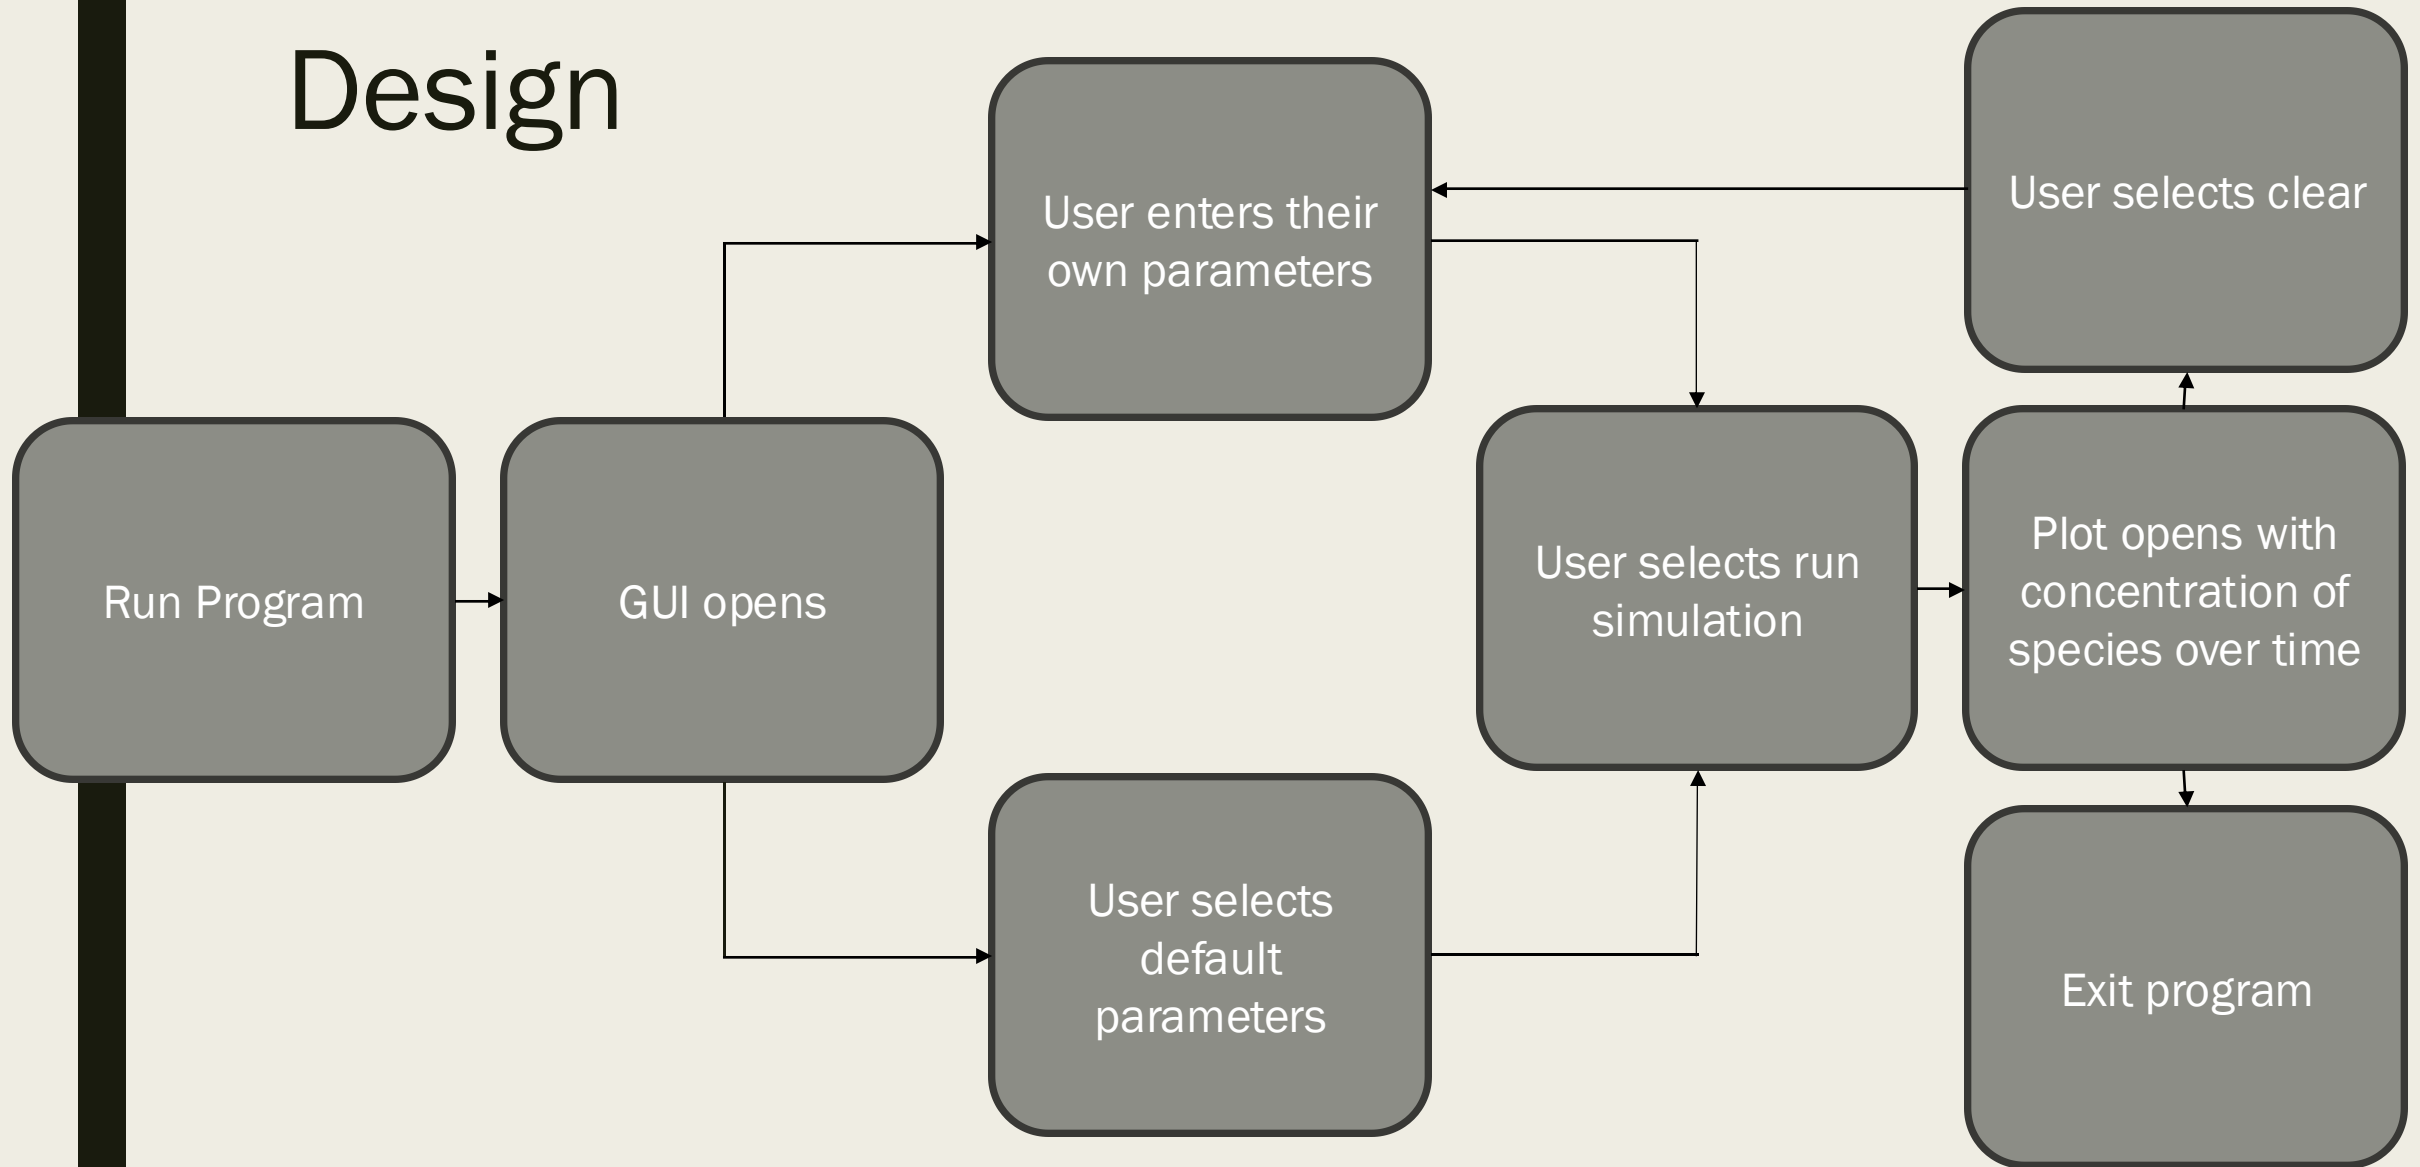 Design
Run Program
GUI opens
User enters their
own parameters
User selects
default
parameters
User selects run
simulation
User selects clear
Plot opens with
concentration of
species over time
Exit program